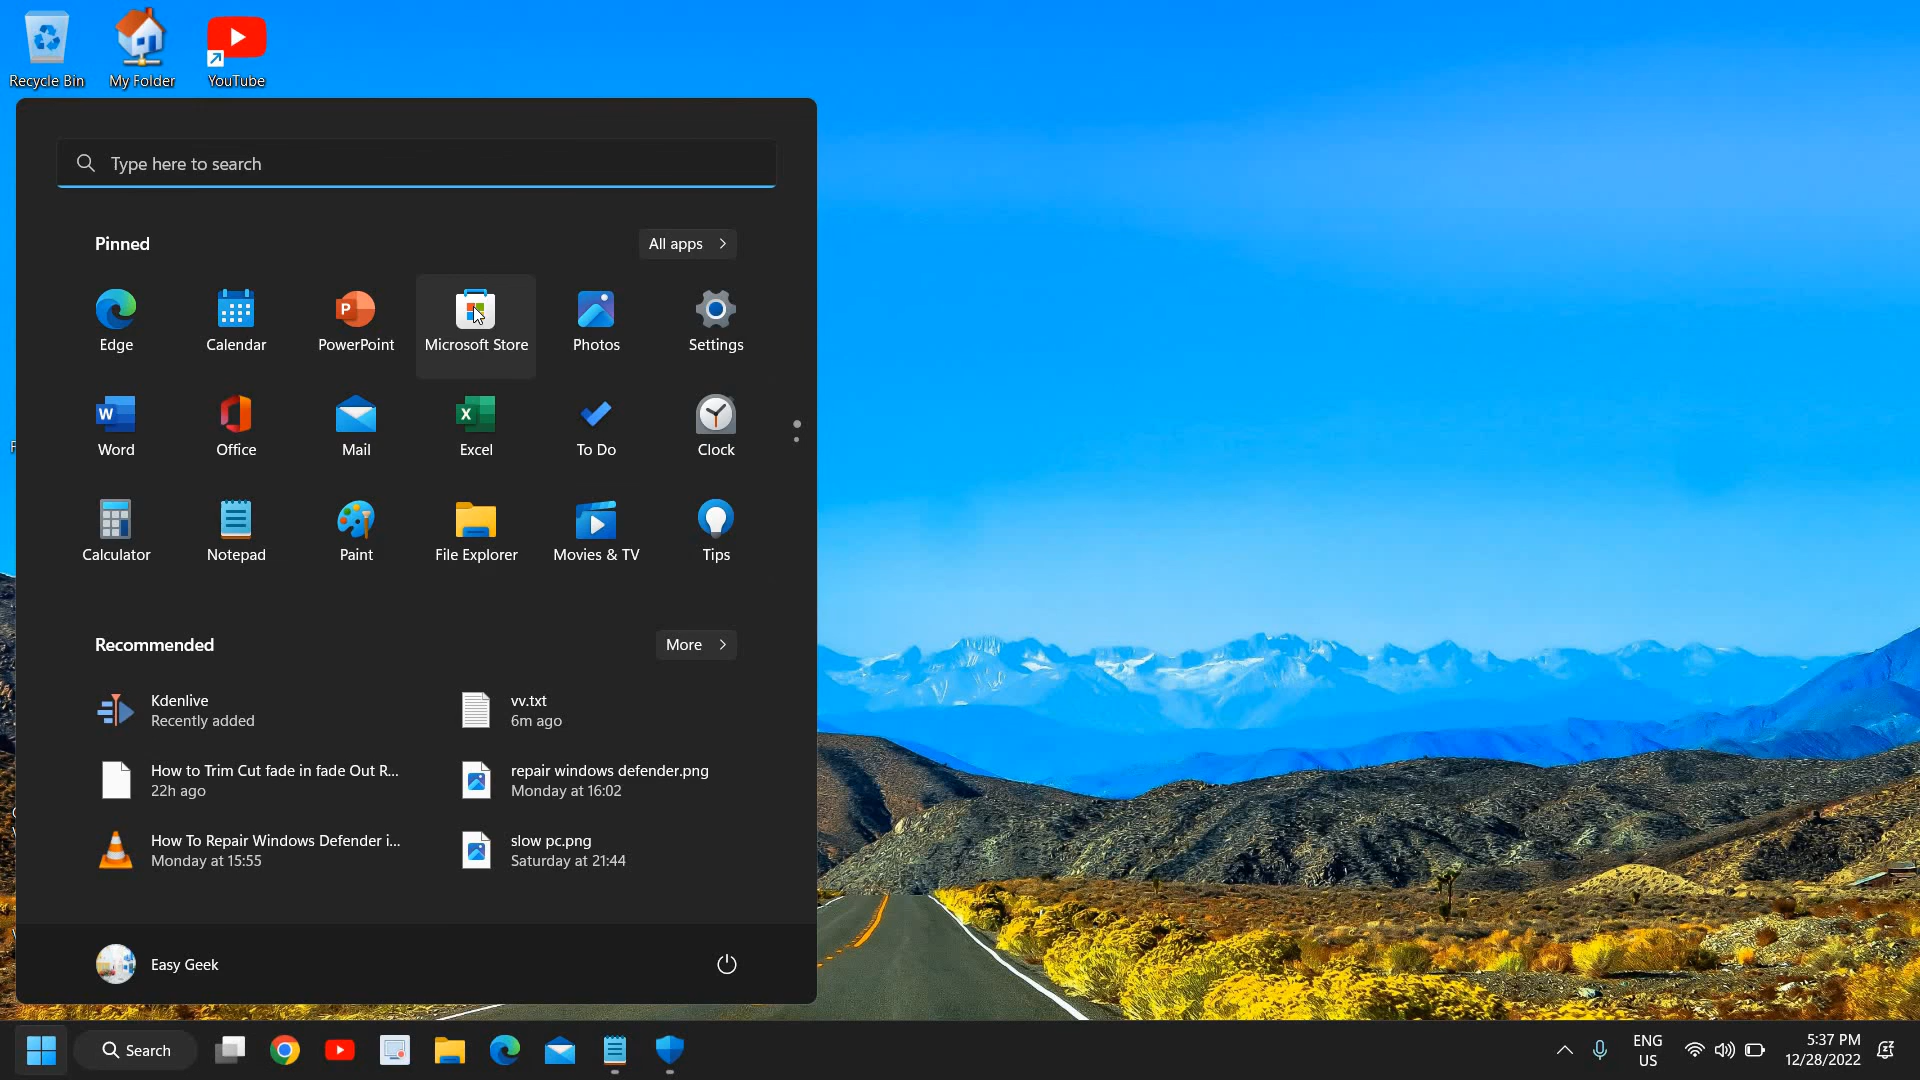 Recycle Bin
My Folder
YouTube
Type here to search
Pinned
All apps
Edge
Calendar
PowerPoint
Microsoft Store
Photos
Settings
Word
Office
Mail
Excel
To Do
Clock
Calculator
Notepad
Paint
File Explorer
Movies & TV
Tips
Recommended
More
Kdenlive
Recently added
vv.txt
6m ago
How to Trim Cut fade in fade Out R...
22h ago
repair windows defender.png
Monday at 16:02
How To Repair Windows Defender i...
Monday at 15:55
slow pc.png
Saturday at 21:44
Easy Geek
Search
ENG
US
5:37 PM
12/28/2022